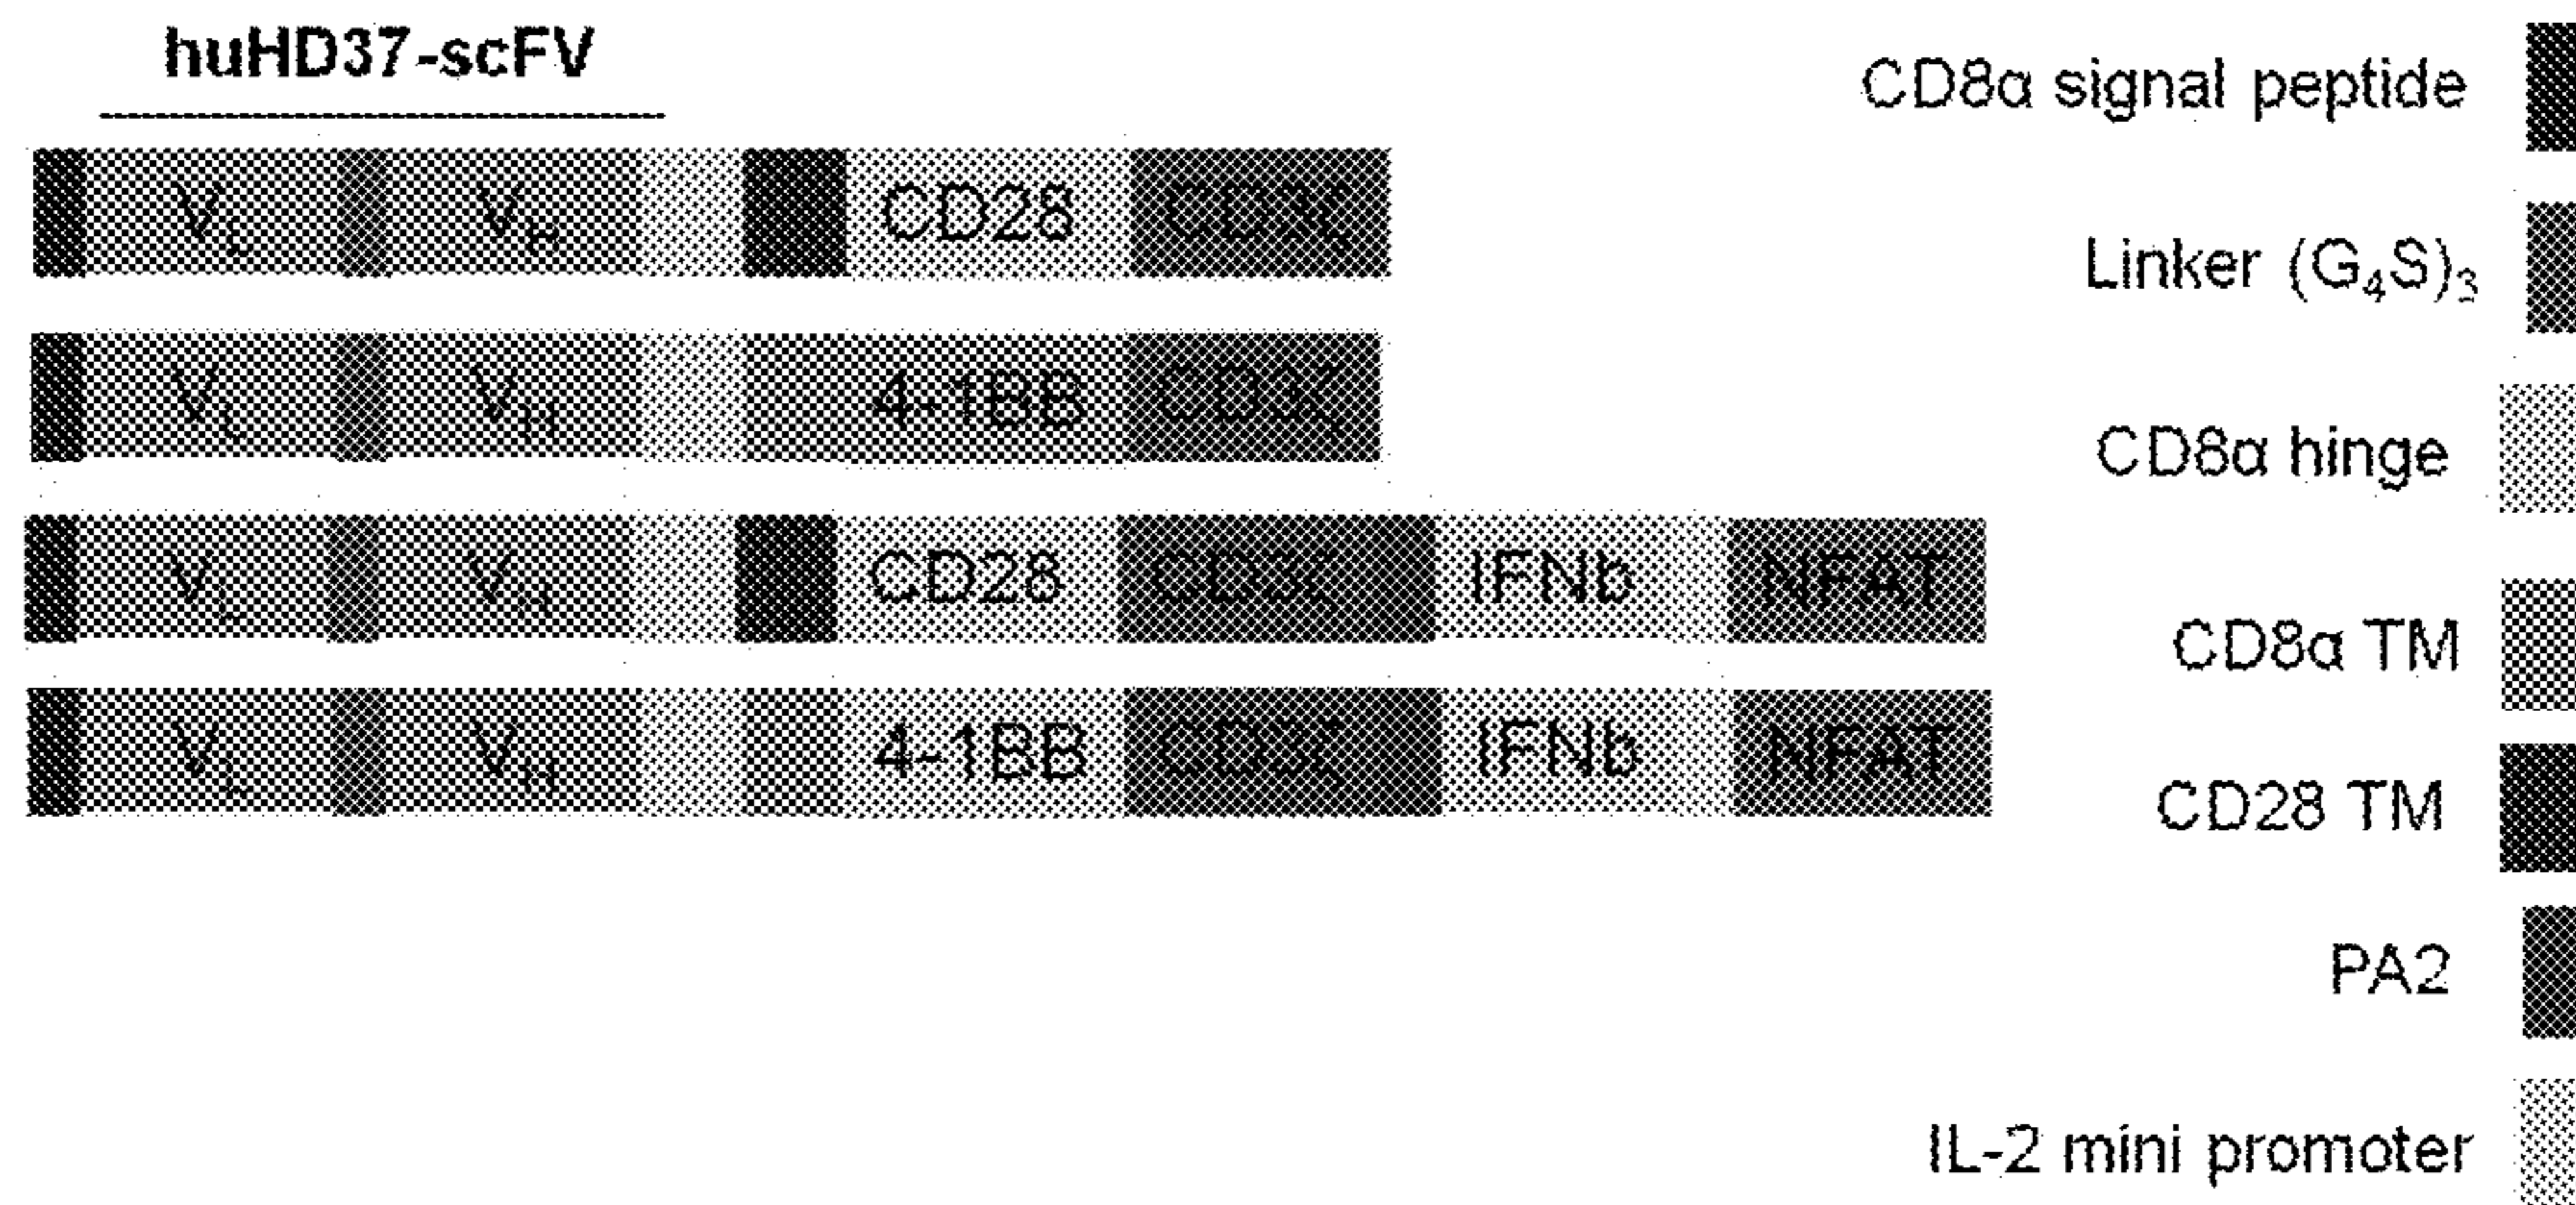 huHD37-scFV
VL VH CD28 CD3ζ
VL VH 4-1BB CD3ζ
VL VH CD28 CD3ζ IFNb NFAT
VL VH 4-1BB CD3ζ IFNb NFAT
CD8α signal peptide
Linker (G₄S)₃
CD8α hinge
CD8α TM
CD28 TM
PA2
IL-2 mini promoter